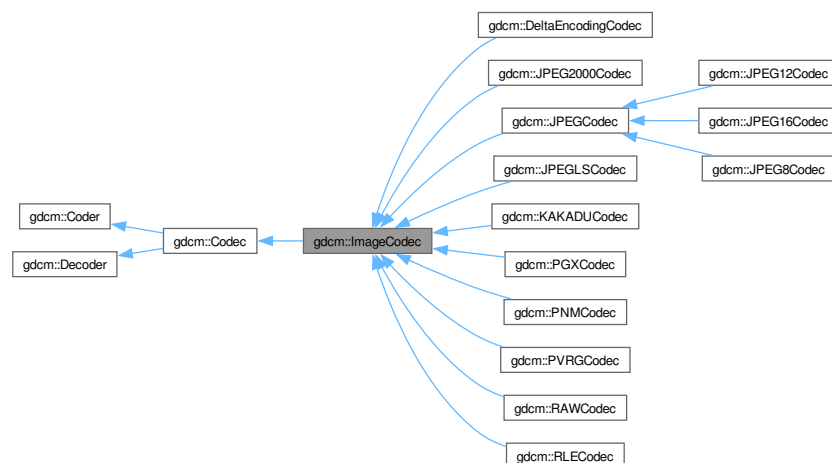 gdcm::DeltaEncodingCodec
gdcm::JPEG2000Codec
gdcm::JPEG12Codec
gdcm::JPEGCodec
gdcm::JPEG16Codec
gdcm::JPEGLSCodec
gdcm::JPEG8Codec
gdcm::Coder
gdcm::KAKADUCodec
gdcm::Codec
gdcm::ImageCodec
gdcm::Decoder
gdcm::PGXCodec
gdcm::PNMCodec
gdcm::PVRGCodec
gdcm::RAWCodec
gdcm::RLECodec